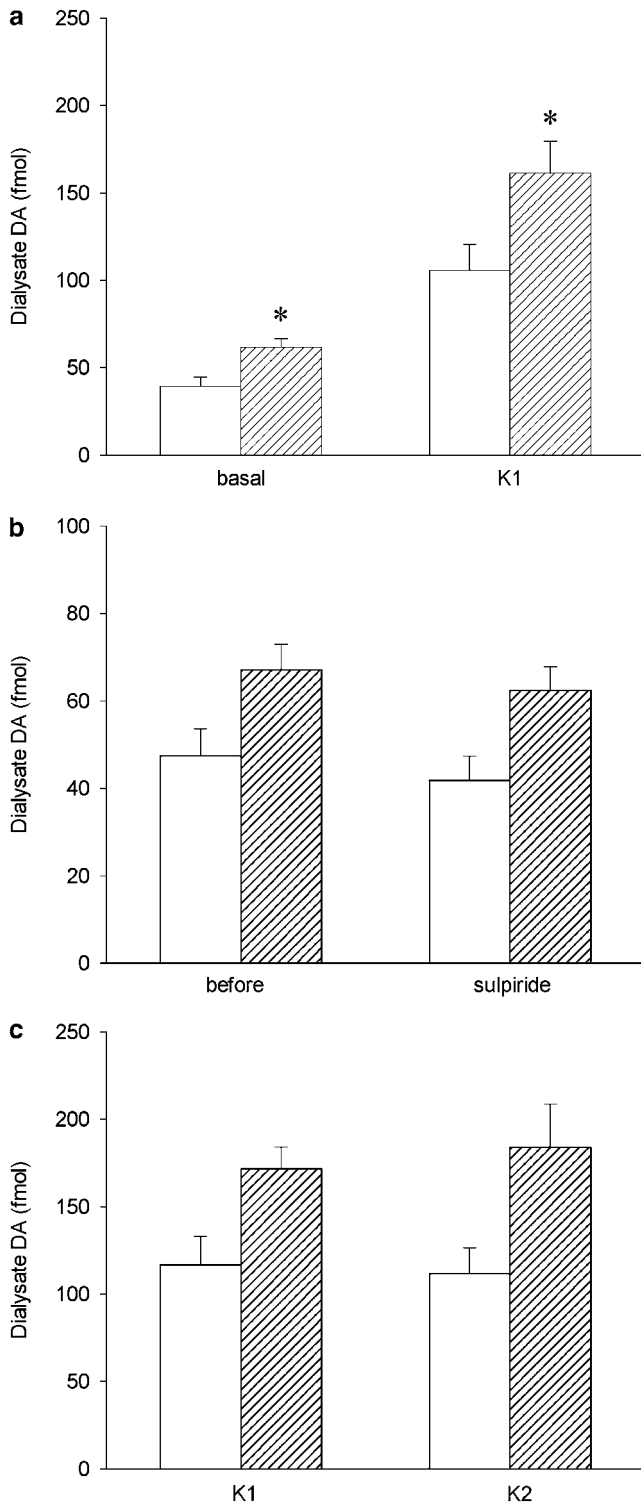 a
250
200
150
100
50
0
Dialysate DA (fmol)
*
*
basal K1
b
100
80
60
40
20
0
Dialysate DA (fmol)
before sulpiride
c
250
200
150
100
50
0
Dialysate DA (fmol)
K1 K2